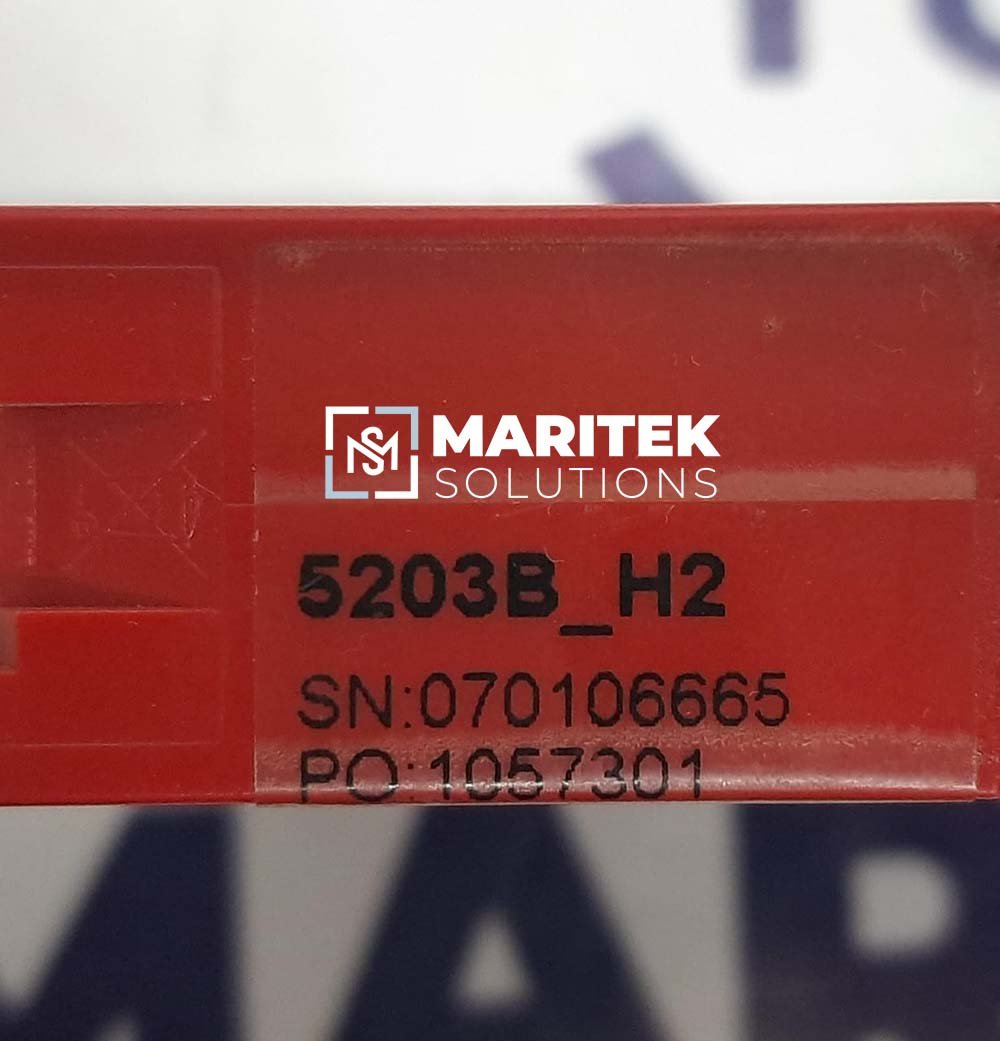 MARITEK
SOLUTIONS
5203B_H2
SN:070106665
PO:1057301